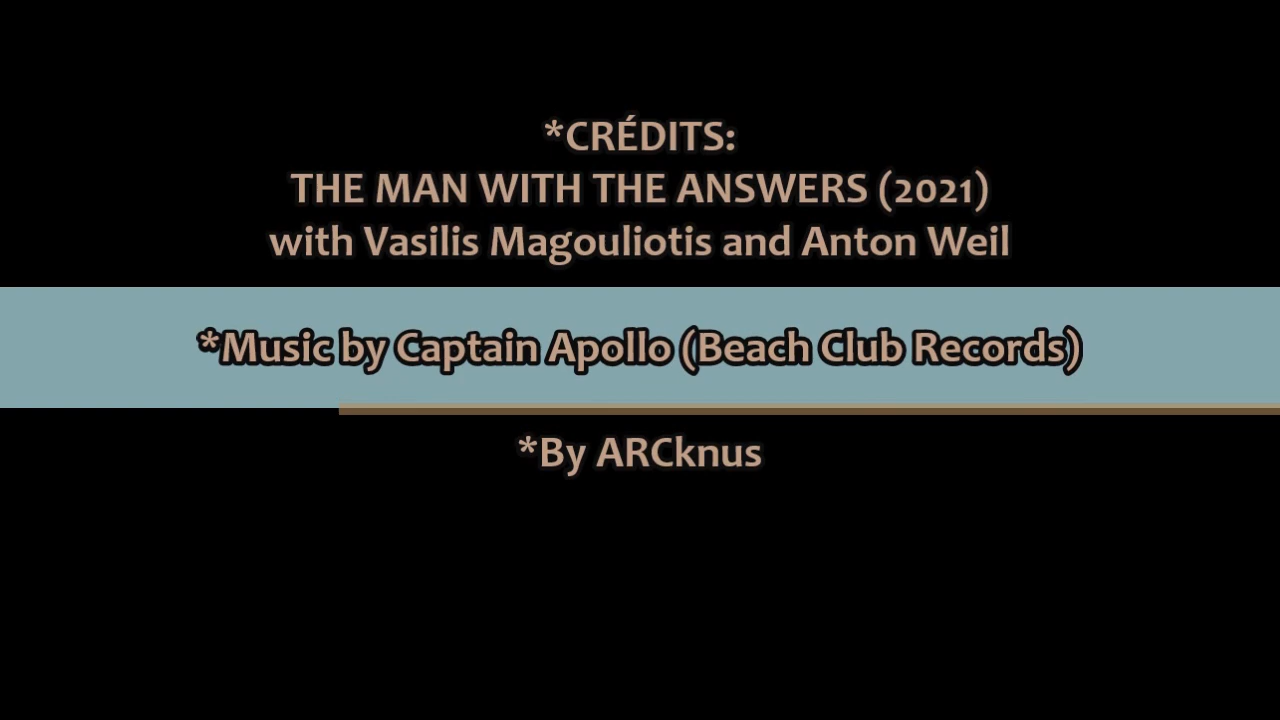 *CRÉDITS:
THE MAN WITH THE ANSWERS (2021)
with Vasilis Magouliotis and Anton Weil
*Music by Captain Apollo (Beach Club Records)
*By ARCknus